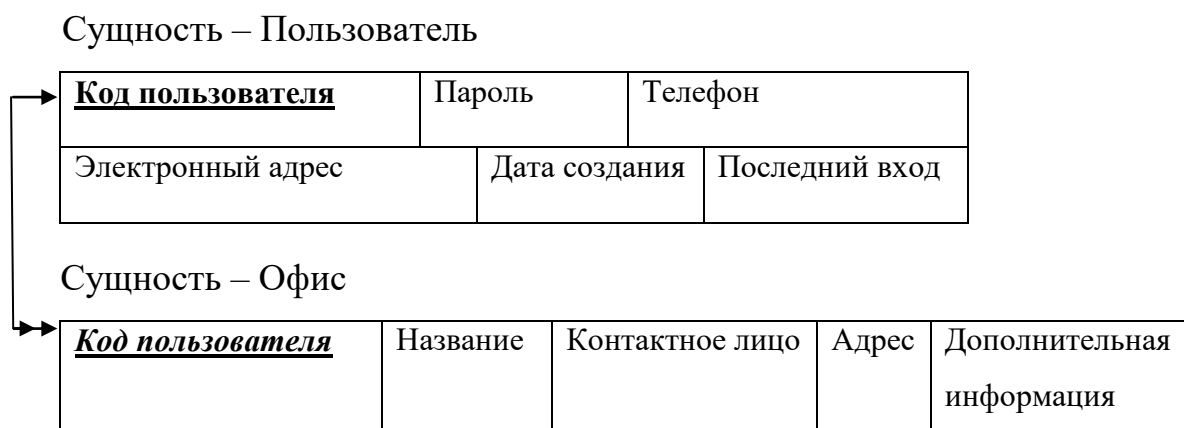 Сущность – Пользователь
Код пользователя Пароль Телефон
Электронный адрес Дата создания Последний вход
Сущность – Офис
Код пользователя Название Контактное лицо Адрес Дополнительная
информация